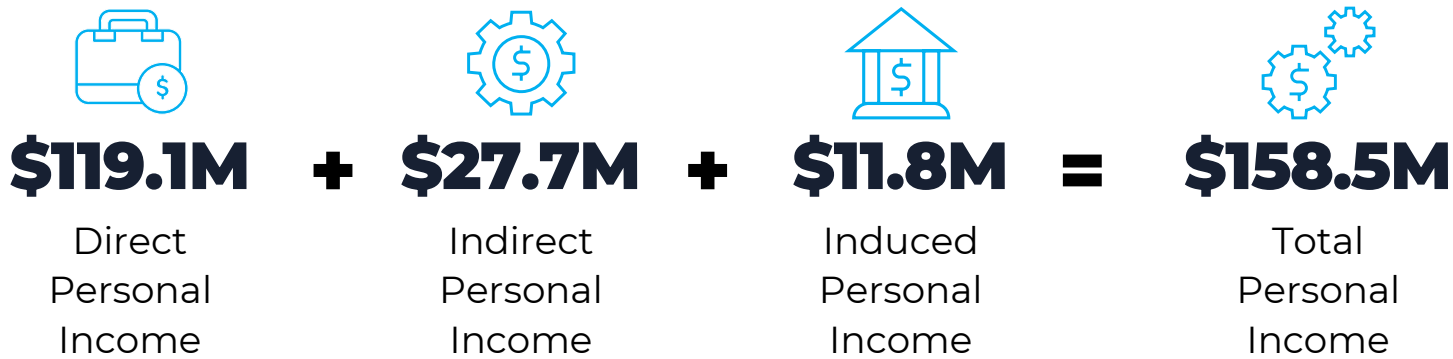 $119.1M + $27.7M + $11.8M = $158.5M
Direct Indirect Induced Total
Personal Personal Personal Personal
Income Income Income Income